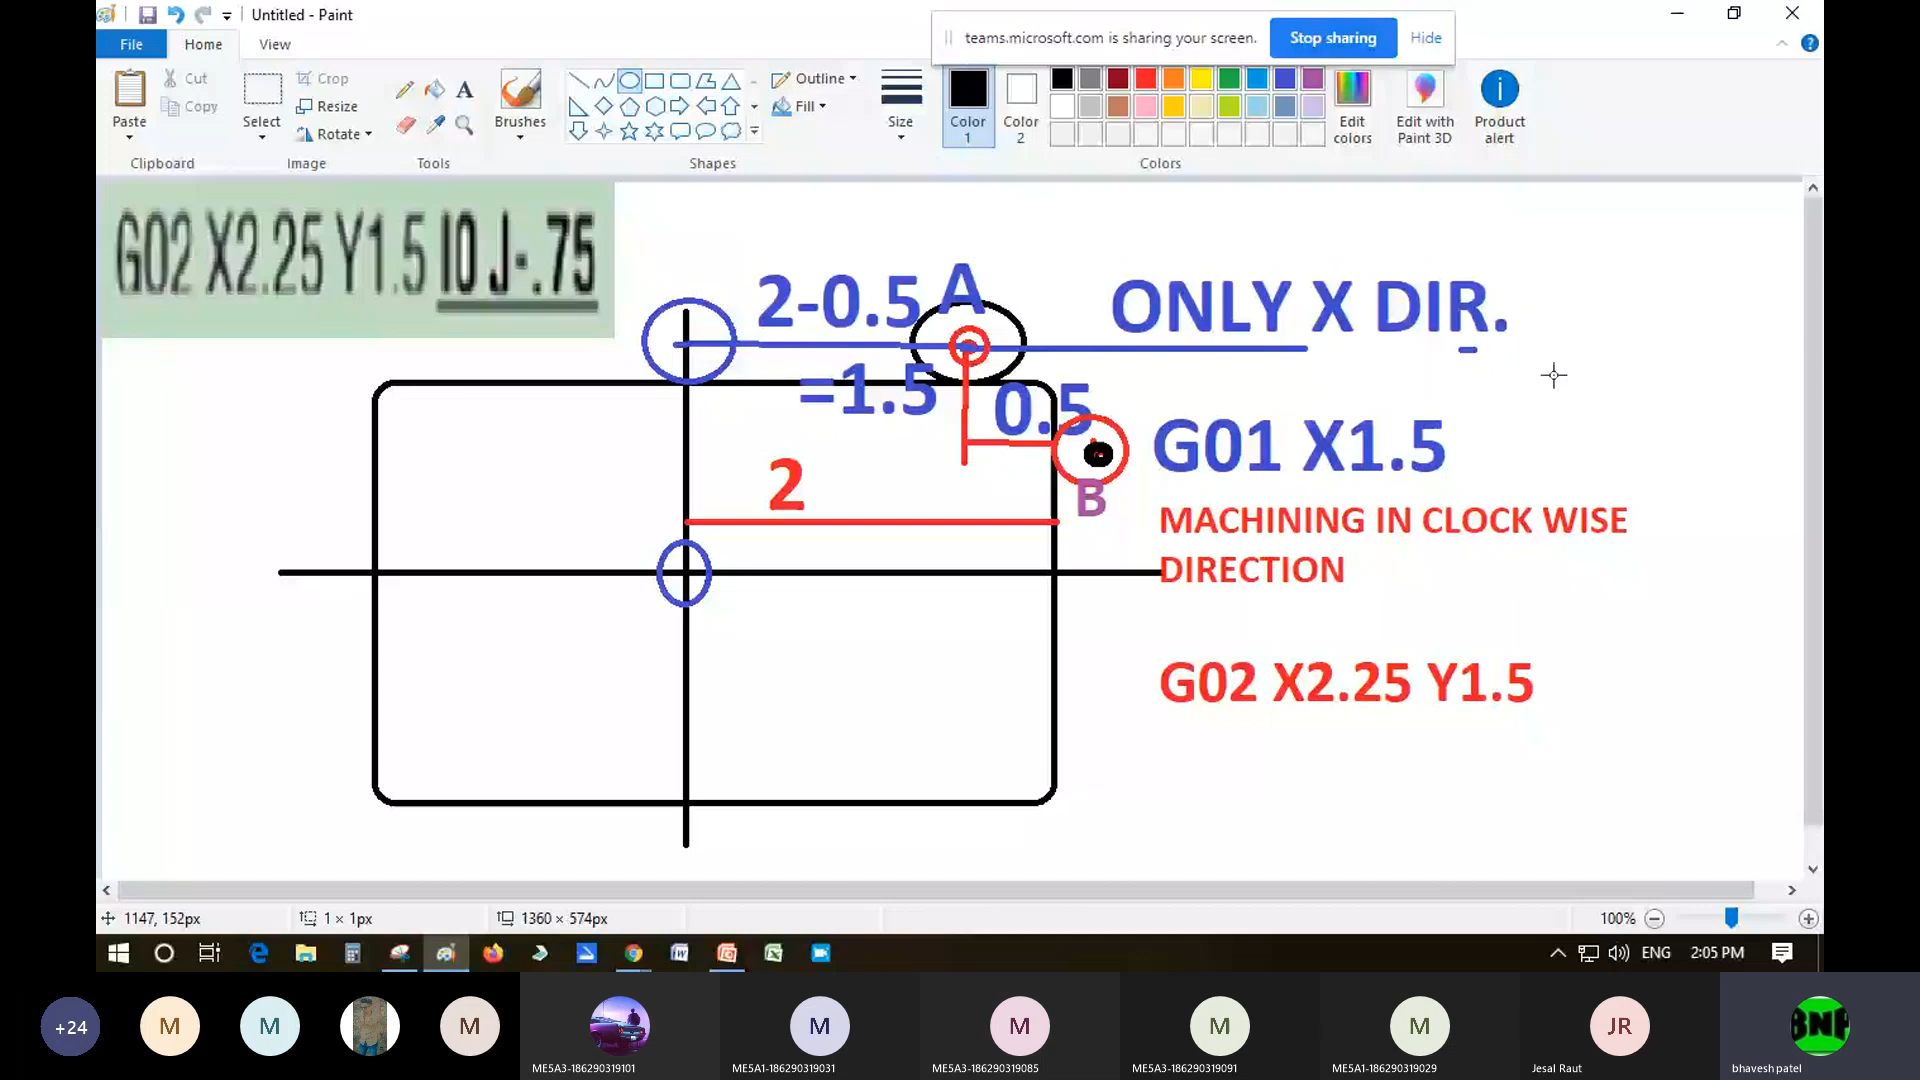 Untitled - Paint
teams.microsoft.com is sharing your screen.
Stop sharing
Hide
File
Home
View
Paste
Cut
Copy
Clipboard
Select
Crop
Resize
Rotate
Image
A
Tools
Brushes
Outline
Fill
Shapes
Size
Color
1
Color
2
Edit
colors
Edit with
Paint 3D
Product
alert
Colors
G02 X2.25 Y1.5 I0 J-.75
2-0.5
A
ONLY X DIR.
=1.5
0.5
G01 X1.5
2
B
MACHINING IN CLOCK WISE
DIRECTION
G02 X2.25 Y1.5
1147, 152px
1 × 1px
1360 × 574px
100%
ENG
2:05 PM
+24
M
M
M
ME5A3-186290319101
M
ME5A1-186290319031
M
ME5A3-186290319085
M
ME5A3-186290319091
M
ME5A1-186290319029
JR
Jesal Raut
BNP
bhavesh patel